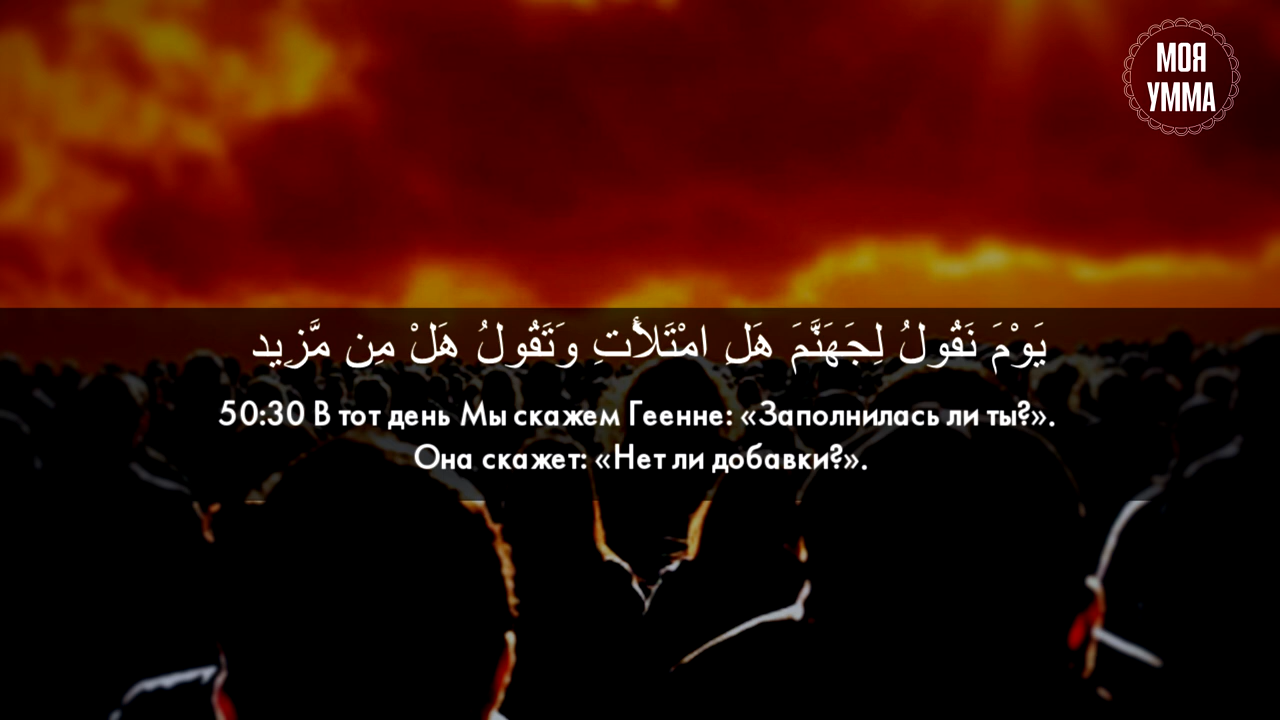 МОЯ
УММА
يَوْمَ نَقُولُ لِجَهَنَّمَ هَلِ امْتَلَأْتِ وَتَقُولُ هَلْ مِن مَّزِيد
50:30 В тот день Мы скажем Геенне: «Заполнилась ли ты?».
Она скажет: «Нет ли добавки?».